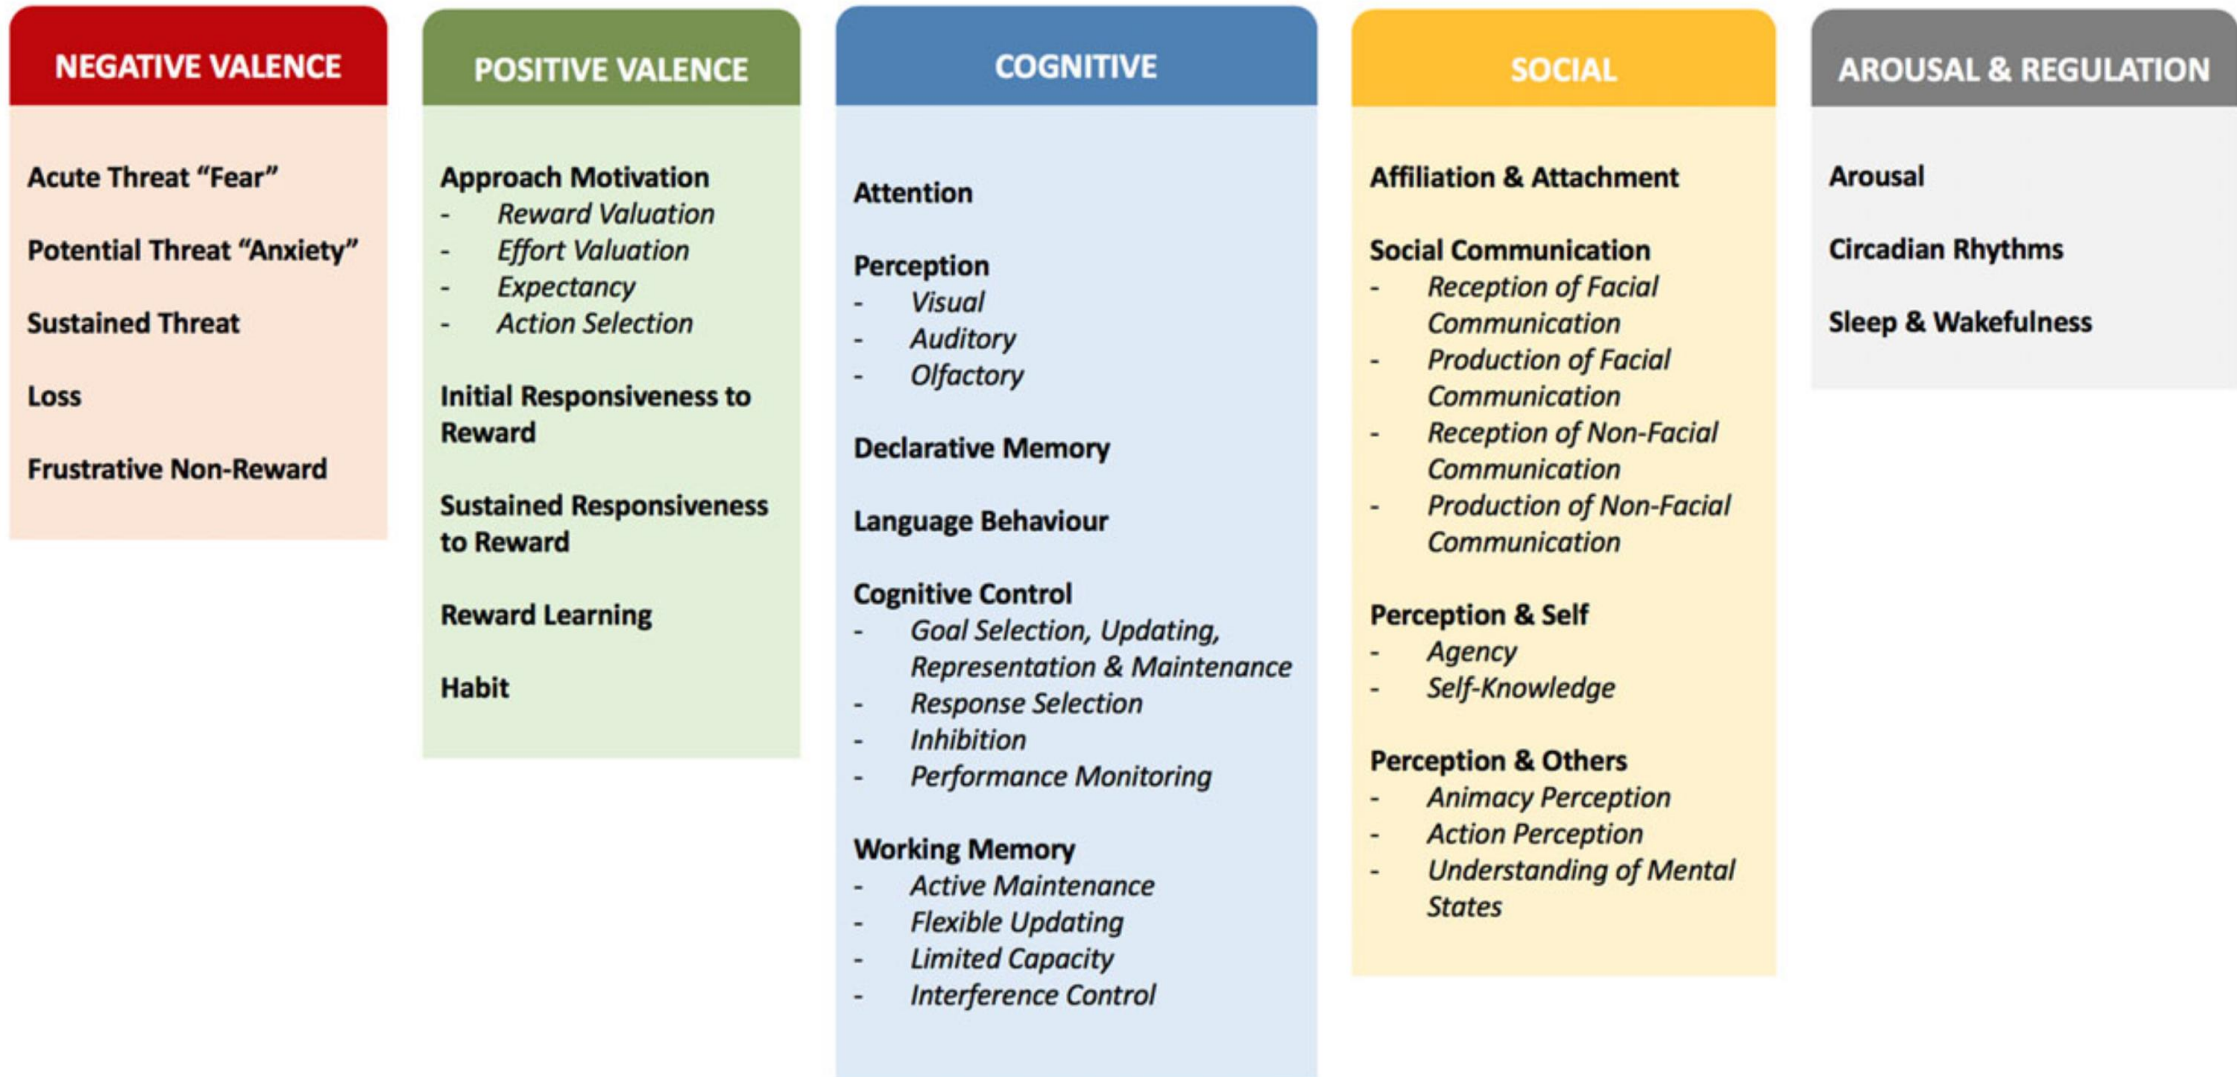 NEGATIVE VALENCE
Acute Threat “Fear”
Potential Threat “Anxiety”
Sustained Threat
Loss
Frustrative Non-Reward
POSITIVE VALENCE
Approach Motivation
- Reward Valuation
- Effort Valuation
- Expectancy
- Action Selection
Initial Responsiveness to
Reward
Sustained Responsiveness
to Reward
Reward Learning
Habit
COGNITIVE
Attention
Perception
- Visual
- Auditory
- Olfactory
Declarative Memory
Language Behaviour
Cognitive Control
- Goal Selection, Updating,
Representation & Maintenance
- Response Selection
- Inhibition
- Performance Monitoring
Working Memory
- Active Maintenance
- Flexible Updating
- Limited Capacity
- Interference Control
SOCIAL
Affiliation & Attachment
Social Communication
- Reception of Facial
Communication
- Production of Facial
Communication
- Reception of Non-Facial
Communication
- Production of Non-Facial
Communication
Perception & Self
- Agency
- Self-Knowledge
Perception & Others
- Animacy Perception
- Action Perception
- Understanding of Mental
States
AROUSAL & REGULATION
Arousal
Circadian Rhythms
Sleep & Wakefulness